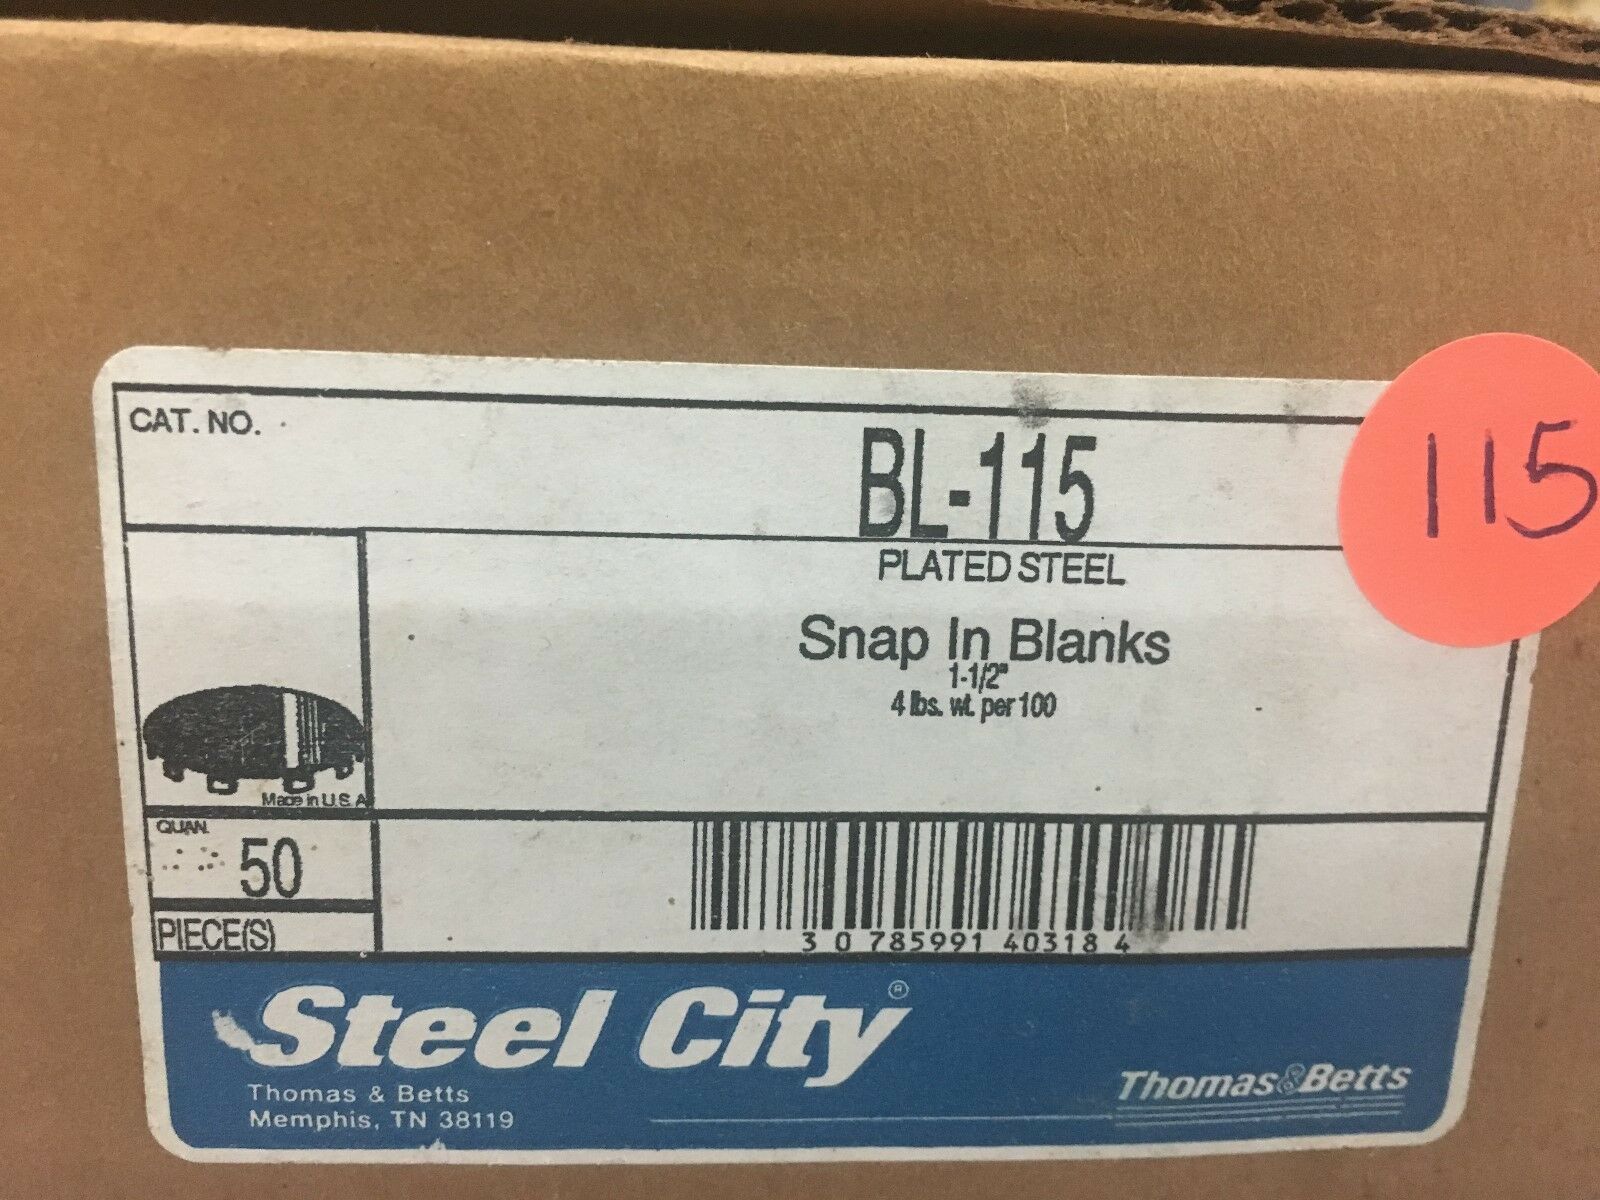 CAT. NO.
BL-115
115
PLATED STEEL
Snap In Blanks
1-1/2"
4 lbs. wt. per 100
Made in U.S.A
QUAN.
50
PIECE(S)
3 0 785991 40318 4
Steel City®
Thomas & Betts
Memphis, TN 38119
Thomas&Betts